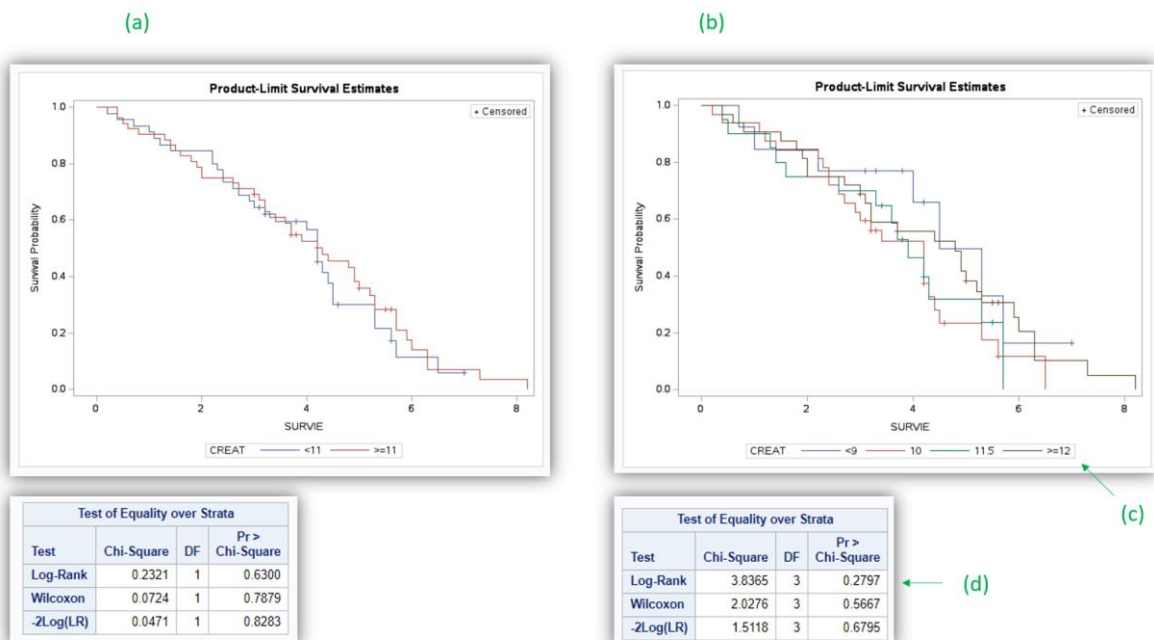 (a)
Product-Limit Survival Estimates
+ Censored
1.0
0.8
0.6
0.4
0.2
0.0
Survival Probability
0 2 4 6 8
SURVIE
CREAT <11 >=11
Test of Equality over Strata
Test Chi-Square DF Pr > Chi-Square
Log-Rank 0.2321 1 0.6300
Wilcoxon 0.0724 1 0.7879
-2Log(LR) 0.0471 1 0.8283
(b)
Product-Limit Survival Estimates
+ Censored
1.0
0.8
0.6
0.4
0.2
0.0
Survival Probability
0 2 4 6 8
SURVIE
CREAT <9 10 11.5 >=12
(c)
Test of Equality over Strata
Test Chi-Square DF Pr > Chi-Square
Log-Rank 3.8365 3 0.2797
Wilcoxon 2.0276 3 0.5667
-2Log(LR) 1.5118 3 0.6795
(d)